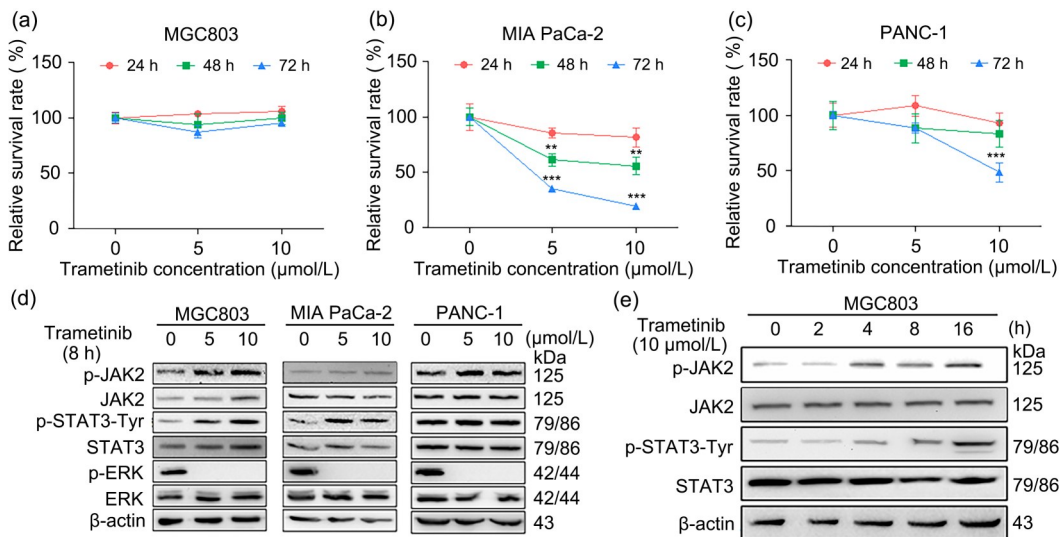 (a)
MGC803
24 h 48 h 72 h
Relative survival rate ( %)
150
100
50
0
0 5 10
Trametinib concentration (μmol/L)
(b)
MIA PaCa-2
24 h 48 h 72 h
Relative survival rate ( %)
150
100
50
0
** **
*** ***
0 5 10
Trametinib concentration (μmol/L)
(c)
PANC-1
24 h 48 h 72 h
Relative survival rate ( %)
150
100
50
0
***
0 5 10
Trametinib concentration (μmol/L)
(d)
MGC803 MIA PaCa-2 PANC-1
Trametinib 0 5 10 0 5 10 0 5 10 (μmol/L)
(8 h) kDa
p-JAK2 125
JAK2 125
p-STAT3-Tyr 79/86
STAT3 79/86
p-ERK 42/44
ERK 42/44
β-actin 43
(e)
MGC803
Trametinib 0 2 4 8 16 (h)
(10 μmol/L) kDa
p-JAK2 125
JAK2 125
p-STAT3-Tyr 79/86
STAT3 79/86
β-actin 43